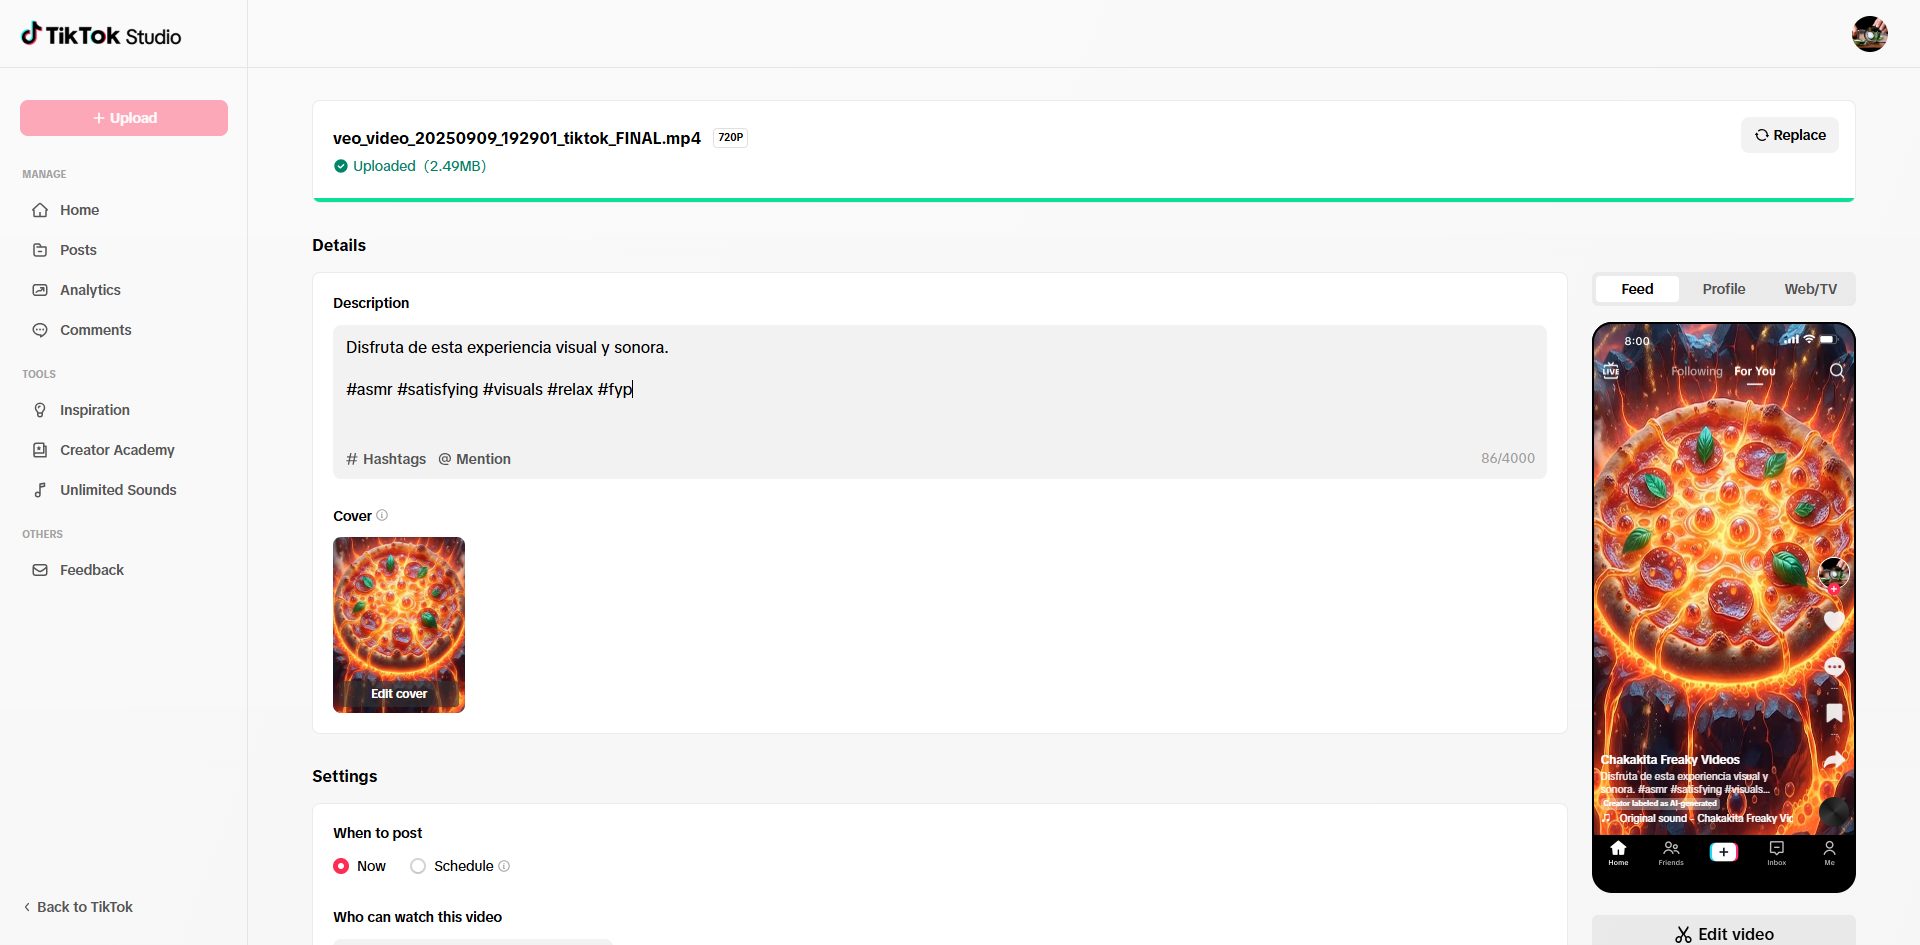 TikTok Studio
+ Upload
MANAGE
Home
Posts
Analytics
Comments
TOOLS
Inspiration
Creator Academy
Unlimited Sounds
OTHERS
Feedback
< Back to TikTok
veo_video_20250909_192901_tiktok_FINAL.mp4 720P
Replace
Uploaded (2.49MB)
Details
Description
Disfruta de esta experiencia visual y sonora.
#asmr #satisfying #visuals #relax #fyp
# Hashtags @ Mention 86/4000
Cover
Edit cover
Settings
When to post
Now Schedule
Who can watch this video
Feed Profile Web/TV
8:00
LIVE Following For You
Chakakita Freaky Videos
Disfruta de esta experiencia visual y
sonora. #asmr #satisfying #visuals...
Creator labeled as AI-generated
Original sound - Chakakita Freaky Vic
Home Friends Inbox Me
Edit video